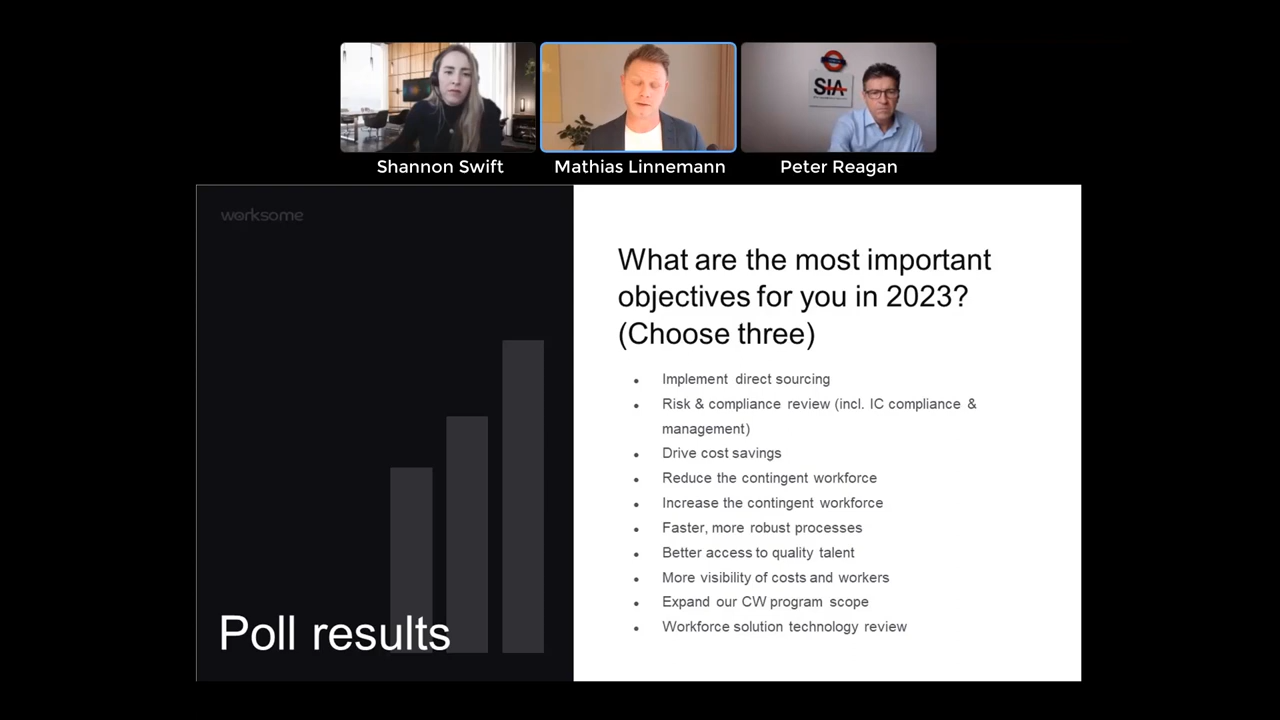 SIA
Shannon Swift
Mathias Linnemann
Peter Reagan
worksome
What are the most important
objectives for you in 2023?
(Choose three)
• Implement direct sourcing
• Risk & compliance review (incl. IC compliance &
management)
• Drive cost savings
• Reduce the contingent workforce
• Increase the contingent workforce
• Faster, more robust processes
• Better access to quality talent
• More visibility of costs and workers
• Expand our CW program scope
• Workforce solution technology review
Poll results